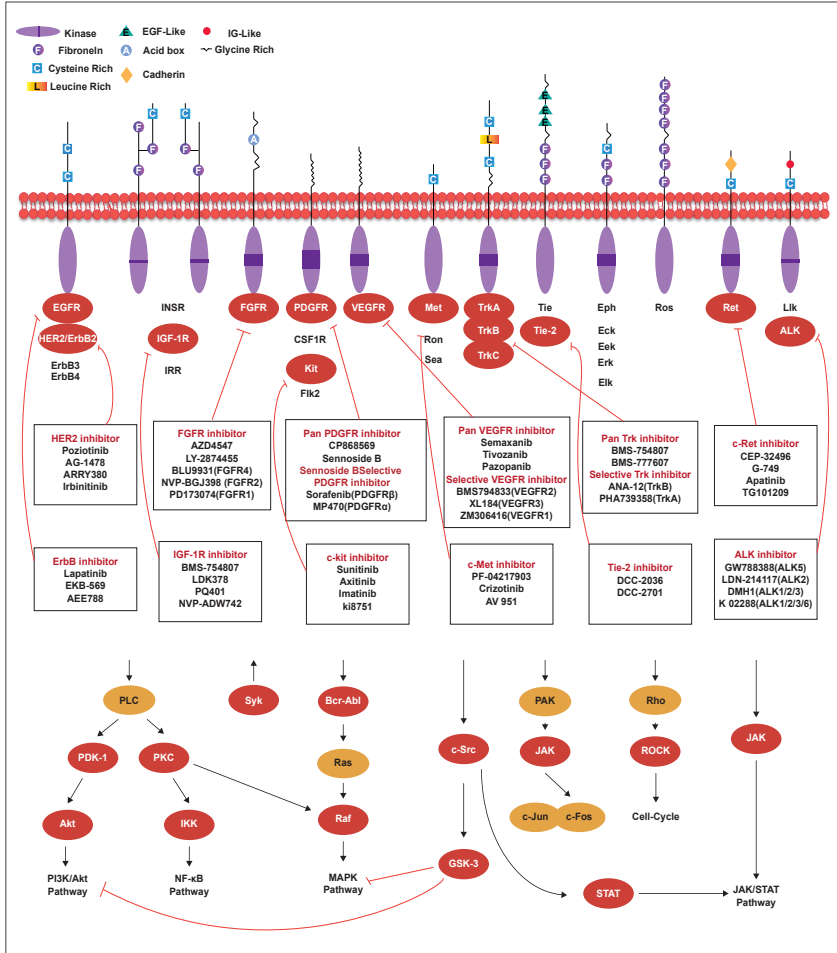 Kinase
E
EGF-Like
IG-Like
F
Fibroneln
A
Acid box
Glycine Rich
C
Cysteine Rich
Cadherin
L
Leucine Rich
C
C
F
C
F
F
C
F
F
A
C
L
C
C
E
E
E
F
F
F
C
F
F
F
F
F
F
F
F
F
C
C
EGFR
INSR
FGFR
PDGFR
VEGFR
Met
TrkA
Tie
Eph
Ros
Ret
Llk
HER2/ErbB2
IGF-1R
CSF1R
Ron
TrkB
Tie-2
Eck
ALK
ErbB3
ErbB4
IRR
Kit
Flk2
Sea
TrkC
Eek
Erk
Elk
HER2 inhibitor
Poziotinib
AG-1478
ARRY380
Irbinitinib
FGFR inhibitor
AZD4547
LY-2874455
BLU9931(FGFR4)
NVP-BGJ398 (FGFR2)
PD173074(FGFR1)
Pan PDGFR inhibitor
CP868569
Sennoside B
Sennoside BSelective
PDGFR inhibitor
Sorafenib(PDGFRβ)
MP470(PDGFRα)
Pan VEGFR inhibitor
Semaxanib
Tivozanib
Pazopanib
Selective VEGFR inhibitor
BMS794833(VEGFR2)
XL184(VEGFR3)
ZM306416(VEGFR1)
Pan Trk inhibitor
BMS-754807
BMS-777607
Selective Trk inhibitor
ANA-12(TrkB)
PHA739358(TrkA)
c-Ret inhibitor
CEP-32496
G-749
Apatinib
TG101209
ErbB inhibitor
Lapatinib
EKB-569
AEE788
IGF-1R inhibitor
BMS-754807
LDK378
PQ401
NVP-ADW742
c-kit inhibitor
Sunitinib
Axitinib
Imatinib
ki8751
c-Met inhibitor
PF-04217903
Crizotinib
AV 951
Tie-2 inhibitor
DCC-2036
DCC-2701
ALK inhibitor
GW788388(ALK5)
LDN-214117(ALK2)
DMH1(ALK1/2/3)
K 02288(ALK1/2/3/6)
PLC
Syk
Bcr-Abl
PAK
Rho
PDK-1
PKC
Ras
c-Src
JAK
ROCK
JAK
Akt
IKK
Raf
c-Jun
c-Fos
Cell-Cycle
PI3K/Akt
Pathway
NF-κB
Pathway
MAPK
Pathway
GSK-3
STAT
JAK/STAT
Pathway